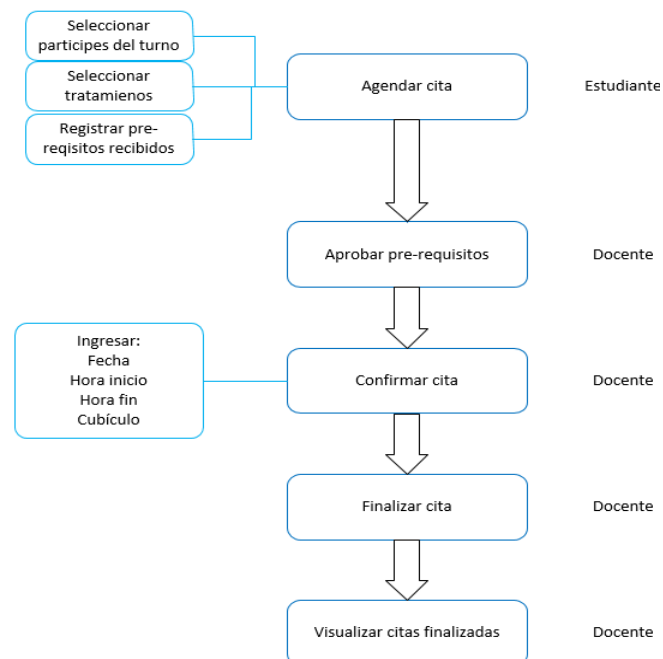 Seleccionar
participes del turno
Seleccionar
tratamienos
Registrar pre-
reqisitos recibidos
Agendar cita
Estudiante
Aprobar pre-requisitos
Docente
Ingresar:
Fecha
Hora inicio
Hora fin
Cubículo
Confirmar cita
Docente
Finalizar cita
Docente
Visualizar citas finalizadas
Docente